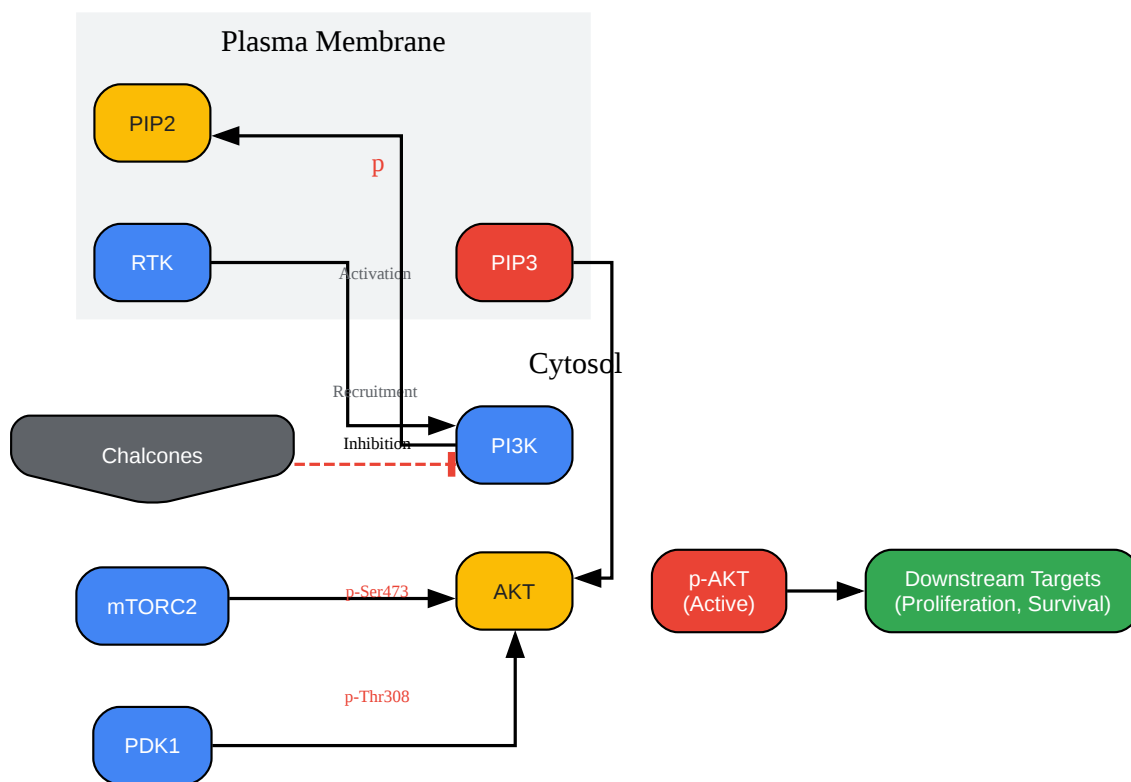 Plasma Membrane
PIP2
p
RTK
Activation
PIP3
Cytosol
Recruitment
Inhibition
PI3K
Chalcones
mTORC2
p-Ser473
AKT
p-AKT
(Active)
Downstream Targets
(Proliferation, Survival)
p-Thr308
PDK1